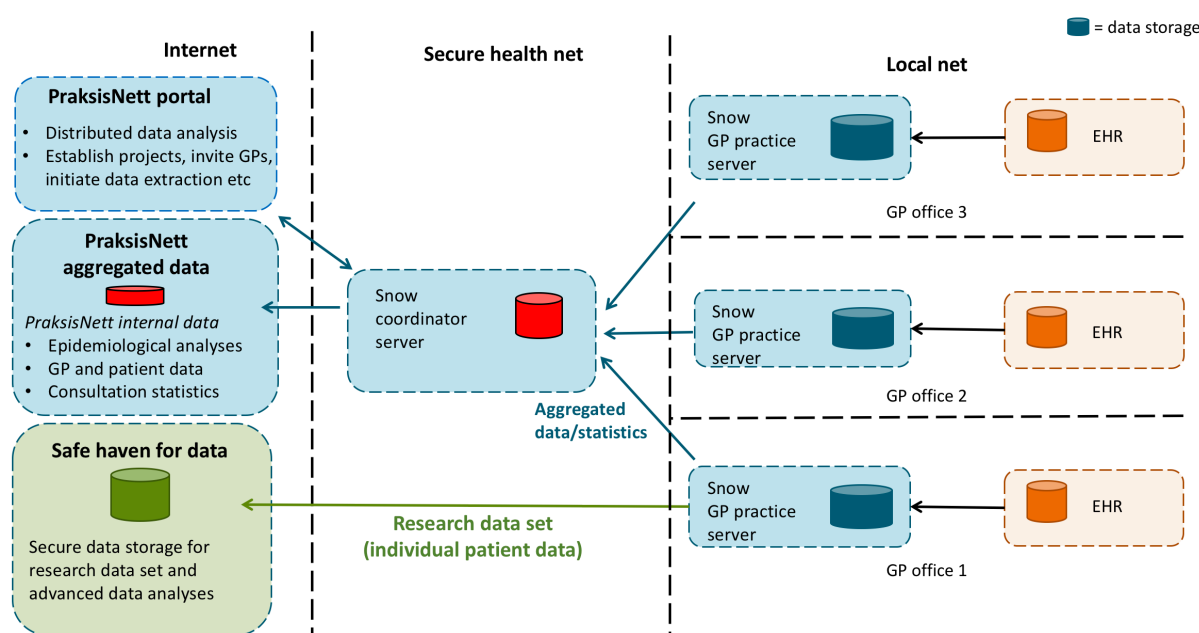 = data storage
Internet
Secure health net
Local net
PraksisNett portal
• Distributed data analysis
• Establish projects, invite GPs,
initiate data extraction etc
PraksisNett
aggregated data
PraksisNett internal data
• Epidemiological analyses
• GP and patient data
• Consultation statistics
Safe haven for data
Secure data storage for
research data set and
advanced data analyses
Snow
coordinator
server
Aggregated
data/statistics
Research data set
(individual patient data)
Snow
GP practice
server
EHR
GP office 3
Snow
GP practice
server
EHR
GP office 2
Snow
GP practice
server
EHR
GP office 1